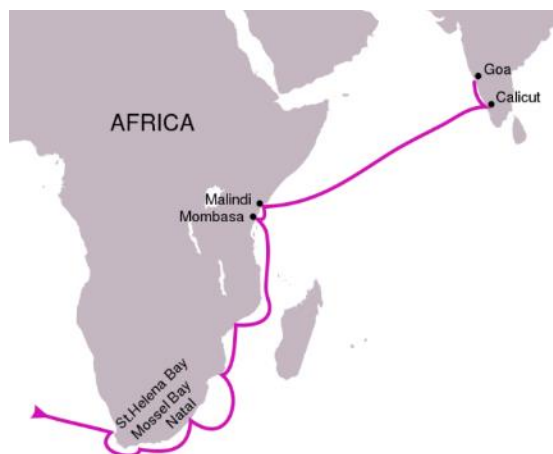 Goa
Calicut
AFRICA
Malindi
Mombasa
St.Helena Bay
Mossel Bay
Natal